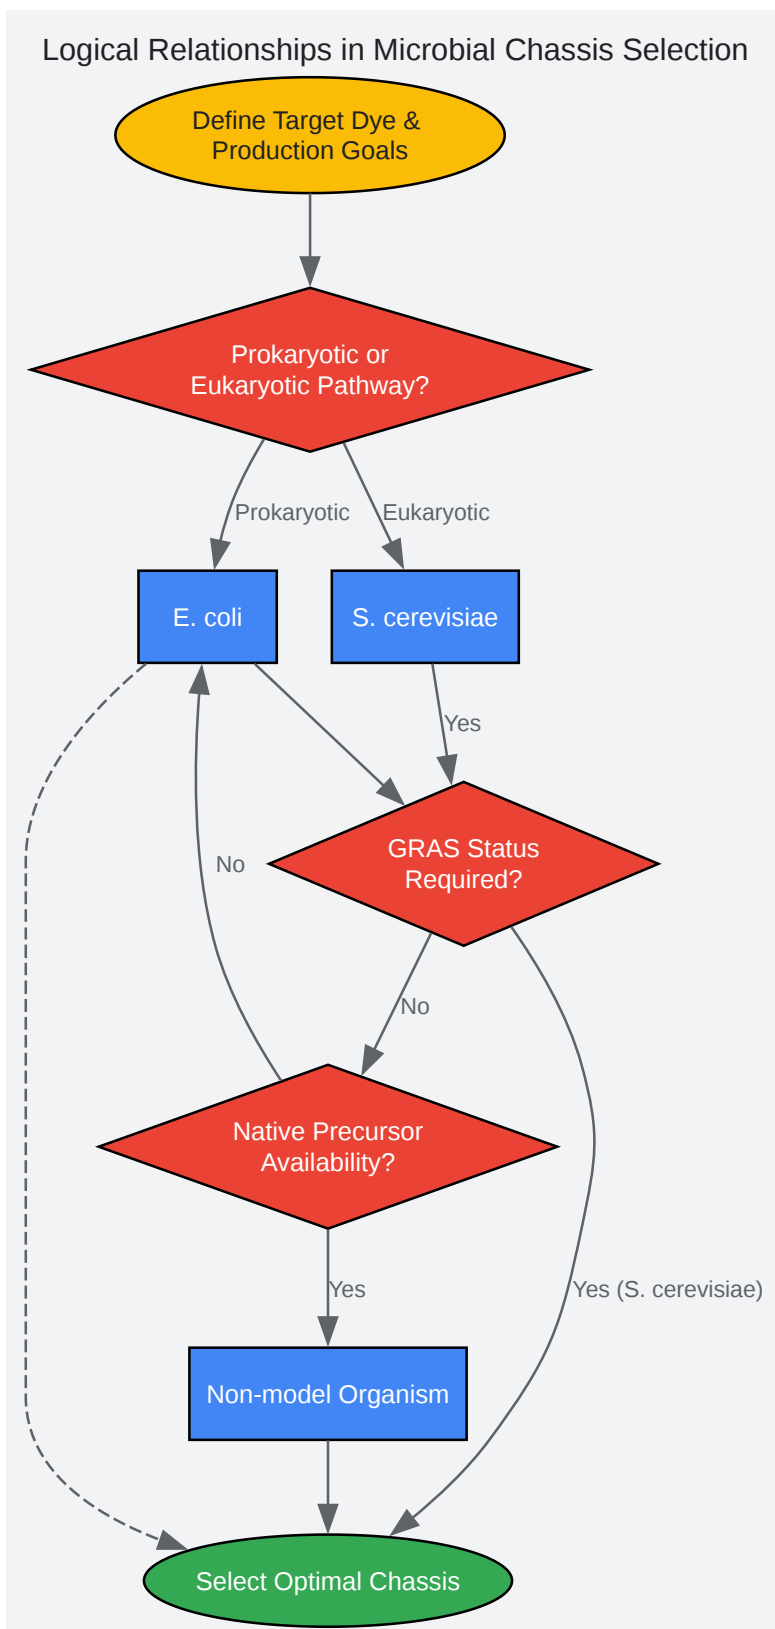 Logical Relationships in Microbial Chassis Selection
Define Target Dye &
Production Goals
Prokaryotic or
Eukaryotic Pathway?
Prokaryotic
Eukaryotic
E. coli
S. cerevisiae
Yes
GRAS Status
Required?
No
No
Native Precursor
Availability?
Yes
Yes (S. cerevisiae)
Non-model Organism
Select Optimal Chassis